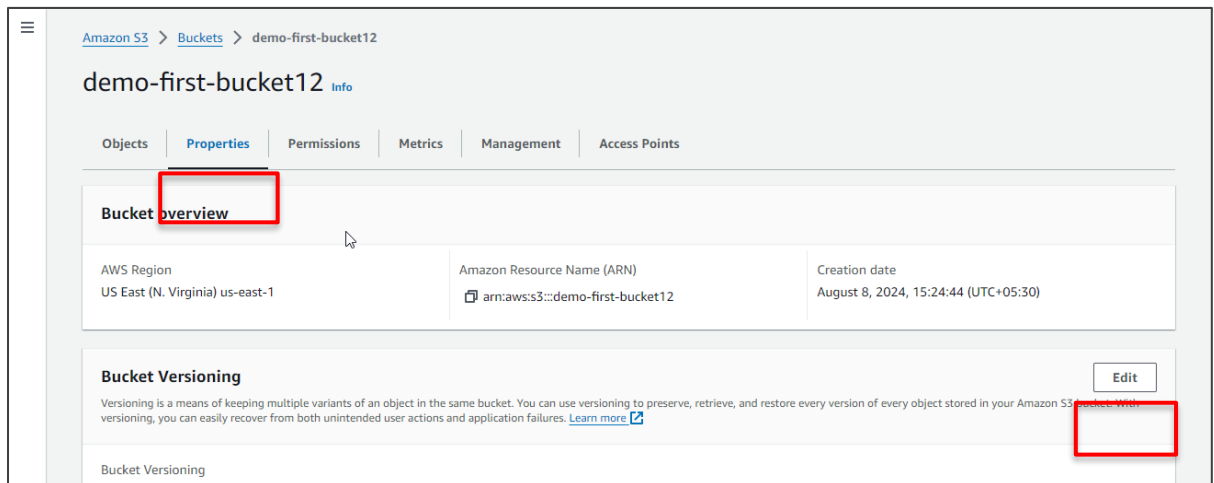 Amazon S3 > Buckets > demo-first-bucket12
demo-first-bucket12 Info
Objects Properties Permissions Metrics Management Access Points
Bucket overview
AWS Region
US East (N. Virginia) us-east-1
Amazon Resource Name (ARN)
arn:aws:s3:::demo-first-bucket12
Creation date
August 8, 2024, 15:24:44 (UTC+05:30)
Bucket Versioning
Edit
Versioning is a means of keeping multiple variants of an object in the same bucket. You can use versioning to preserve, retrieve, and restore every version of every object stored in your Amazon S3 bucket. With
versioning, you can easily recover from both unintended user actions and application failures. Learn more
Bucket Versioning